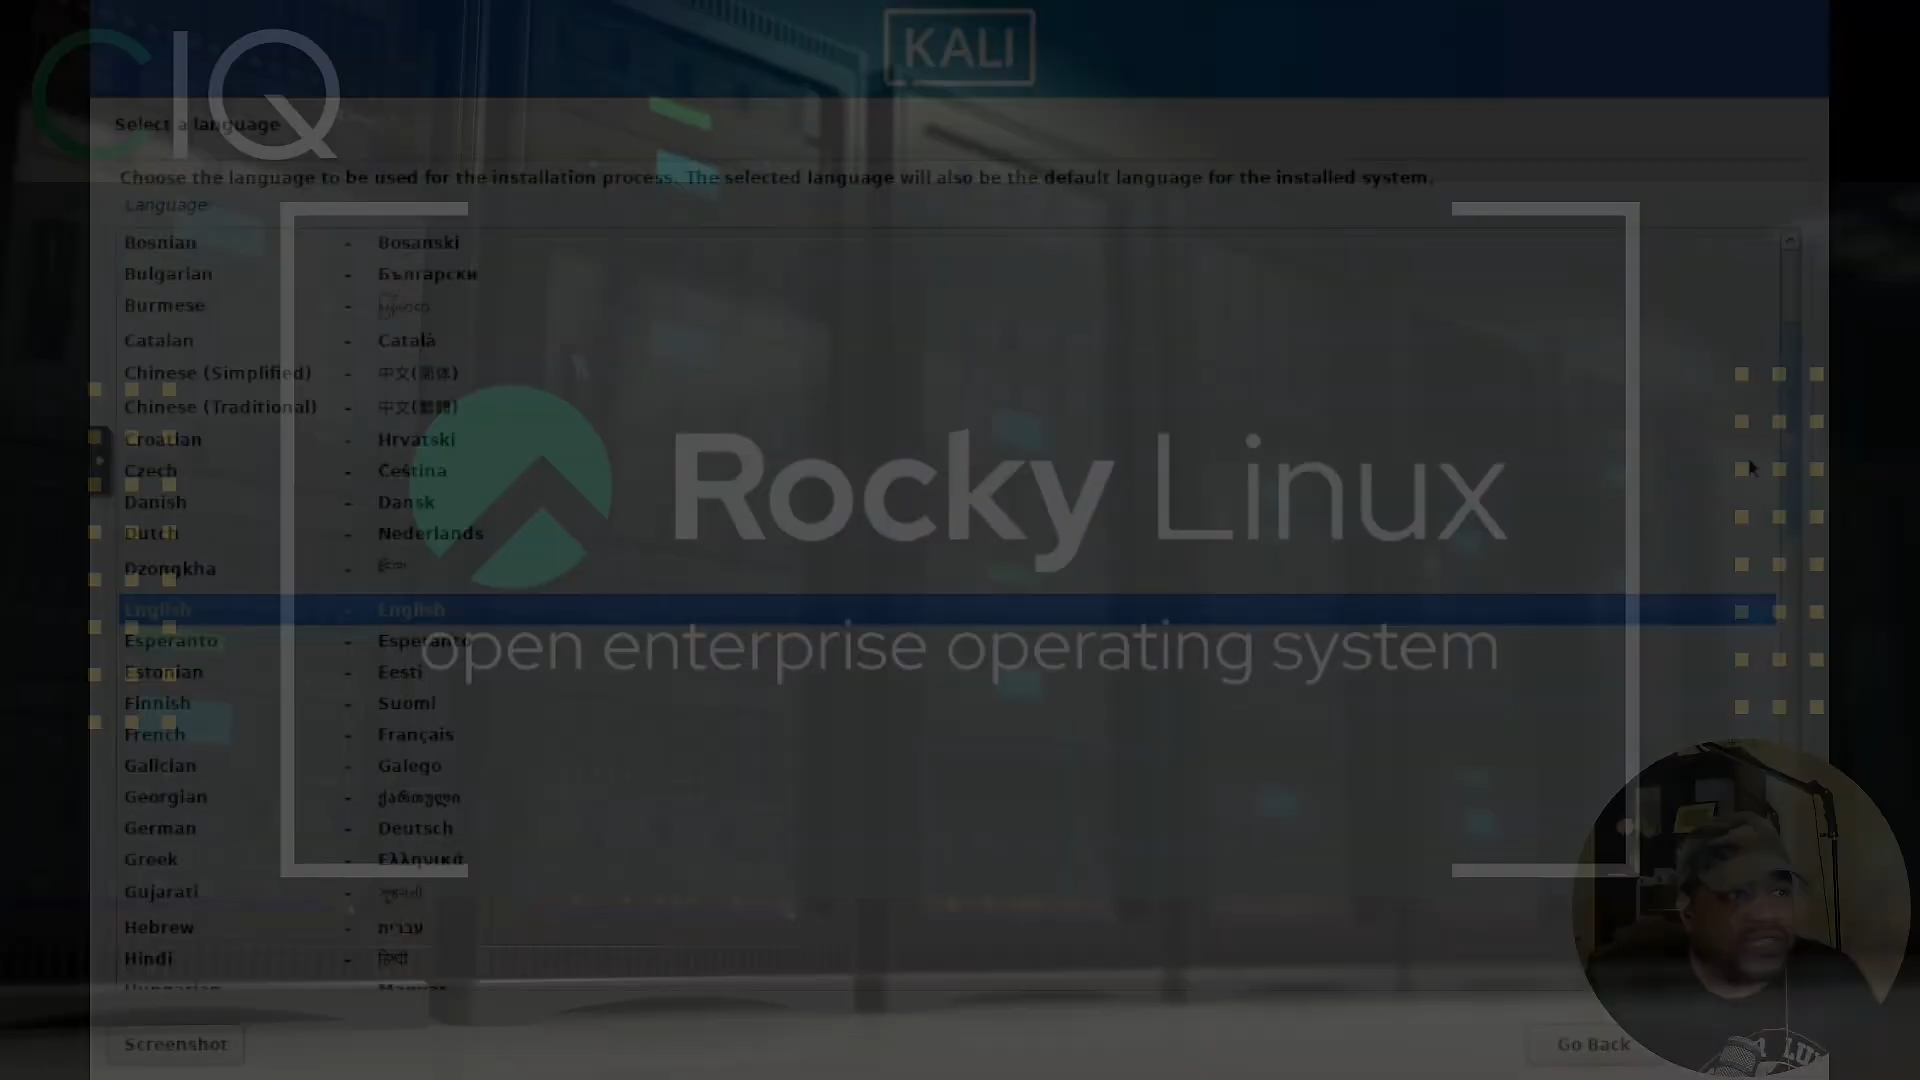 CIQ
KALI
Select a language
Choose the language to be used for the installation process. The selected language will also be the default language for the installed system.
Language
Bosnian - Bosanski
Bulgarian - Български
Burmese -
Catalan - Català
Chinese (Simplified) - 中文(简体)
Chinese (Traditional) - 中文(繁體)
Croatian - Hrvatski
Czech - Čeština
Danish - Dansk
Dutch - Nederlands
Dzongkha -
English - English
Esperanto - Esperanto
Estonian - Eesti
Finnish - Suomi
French - Français
Galician - Galego
Georgian - ქართული
German - Deutsch
Greek - Ελληνικά
Gujarati -
Hebrew - עברית
Hindi - हिन्दी
Hungarian - Magyar
Rocky Linux
open enterprise operating system
Screenshot
Go Back